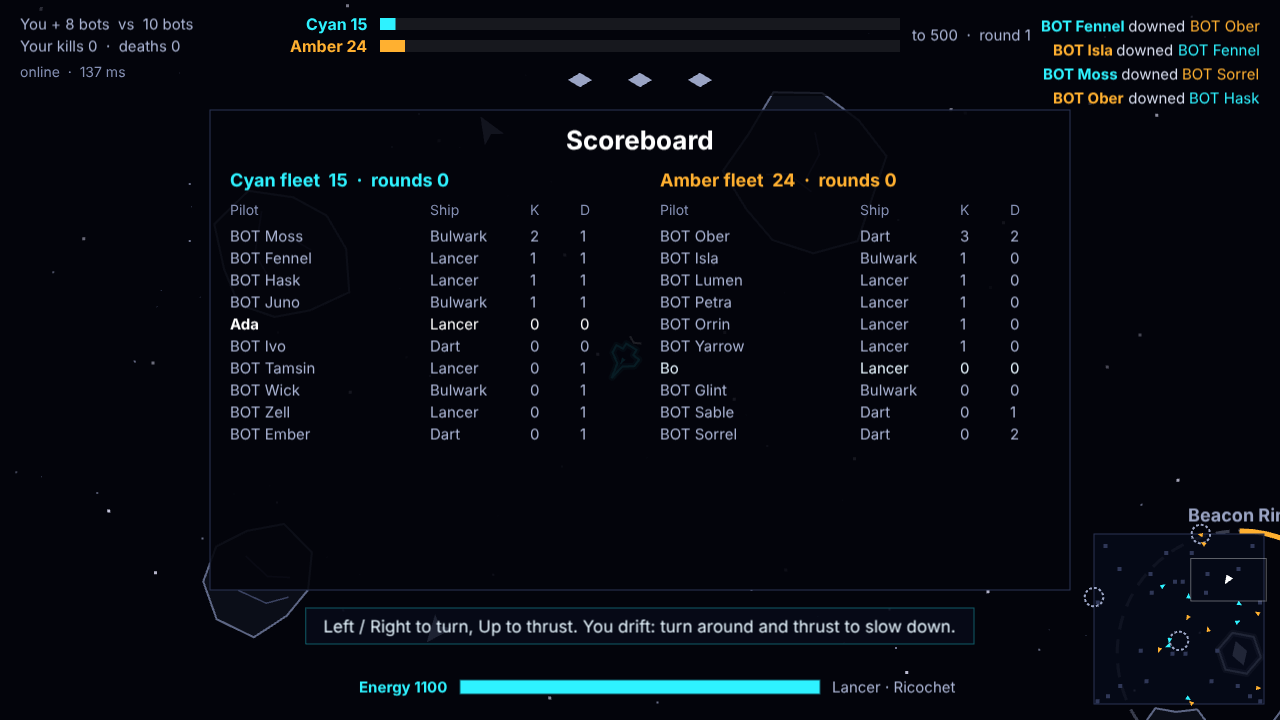 You + 8 bots vs 10 bots
Your kills 0 · deaths 0
online · 137 ms
Cyan 15
Amber 24
to 500 · round 1
BOT Fennel downed BOT Ober
BOT Isla downed BOT Fennel
BOT Moss downed BOT Sorrel
BOT Ober downed BOT Hask
Scoreboard
Cyan fleet 15 · rounds 0
Pilot Ship K D
BOT Moss Bulwark 2 1
BOT Fennel Lancer 1 1
BOT Hask Lancer 1 1
BOT Juno Bulwark 1 1
Ada Lancer 0 0
BOT Ivo Dart 0 0
BOT Tamsin Lancer 0 1
BOT Wick Bulwark 0 1
BOT Zell Lancer 0 1
BOT Ember Dart 0 1
Amber fleet 24 · rounds 0
Pilot Ship K D
BOT Ober Dart 3 2
BOT Isla Bulwark 1 0
BOT Lumen Lancer 1 0
BOT Petra Lancer 1 0
BOT Orrin Lancer 1 0
BOT Yarrow Lancer 1 0
Bo Lancer 0 0
BOT Glint Bulwark 0 0
BOT Sable Dart 0 1
BOT Sorrel Dart 0 2
Beacon Rin
Left / Right to turn, Up to thrust. You drift: turn around and thrust to slow down.
Energy 1100
Lancer · Ricochet